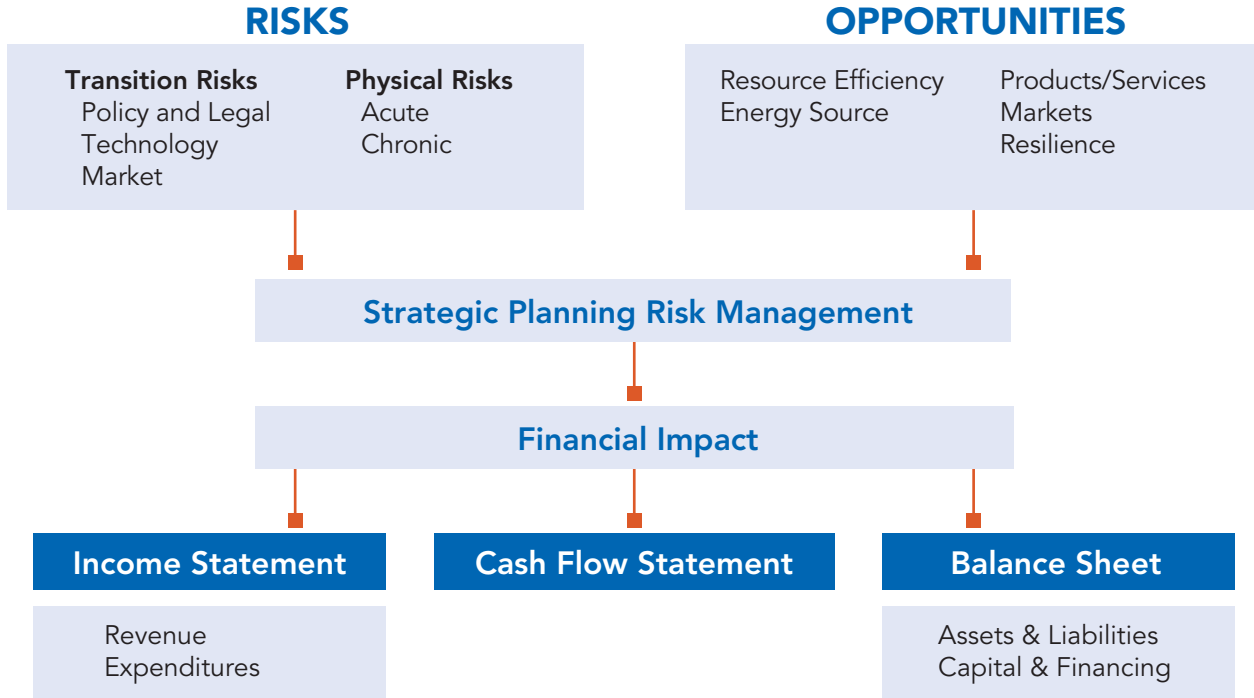 RISKS
Transition Risks
Policy and Legal
Technology
Market
Physical Risks
Acute
Chronic
OPPORTUNITIES
Resource Efficiency
Energy Source
Products/Services
Markets
Resilience
Strategic Planning Risk Management
Financial Impact
Income Statement
Revenue
Expenditures
Cash Flow Statement
Balance Sheet
Assets & Liabilities
Capital & Financing